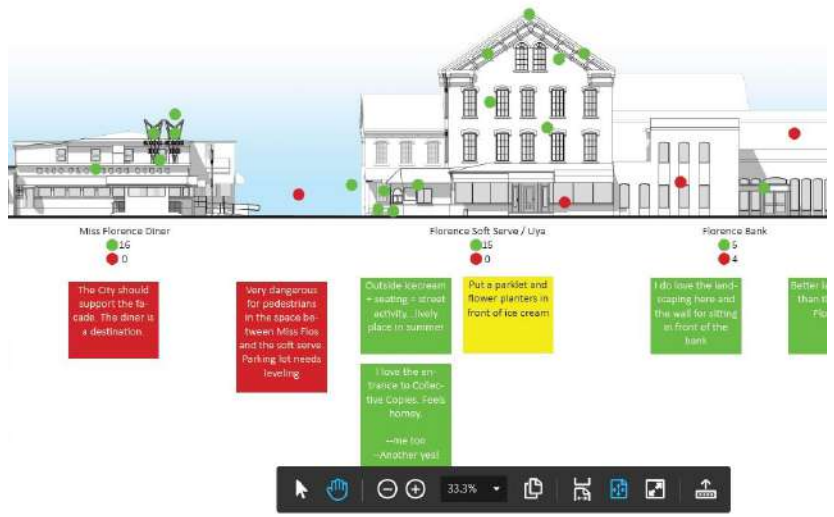 Miss Florence Diner
16
0
Florence Soft Serve / Uya
15
0
Florence Bank
5
4
The City should
support the fa-
cade. The diner is
a destination
Very dangerous
for pedestrians
in the space be-
tween Miss Flos
and the soft serve
Parking lot needs
leveling
Outside icecream
+ seating = street
activity...lively
place in summer
Put a parklet and
flower planters in
front of ice cream
I do love the land-
scaping here and
the wall for sitting
in front of the
bank
Better la
than th
Flo
I love the en-
trance to Collec-
tive Copies. Feels
homey.
--me too
--Another yes!
33.3%